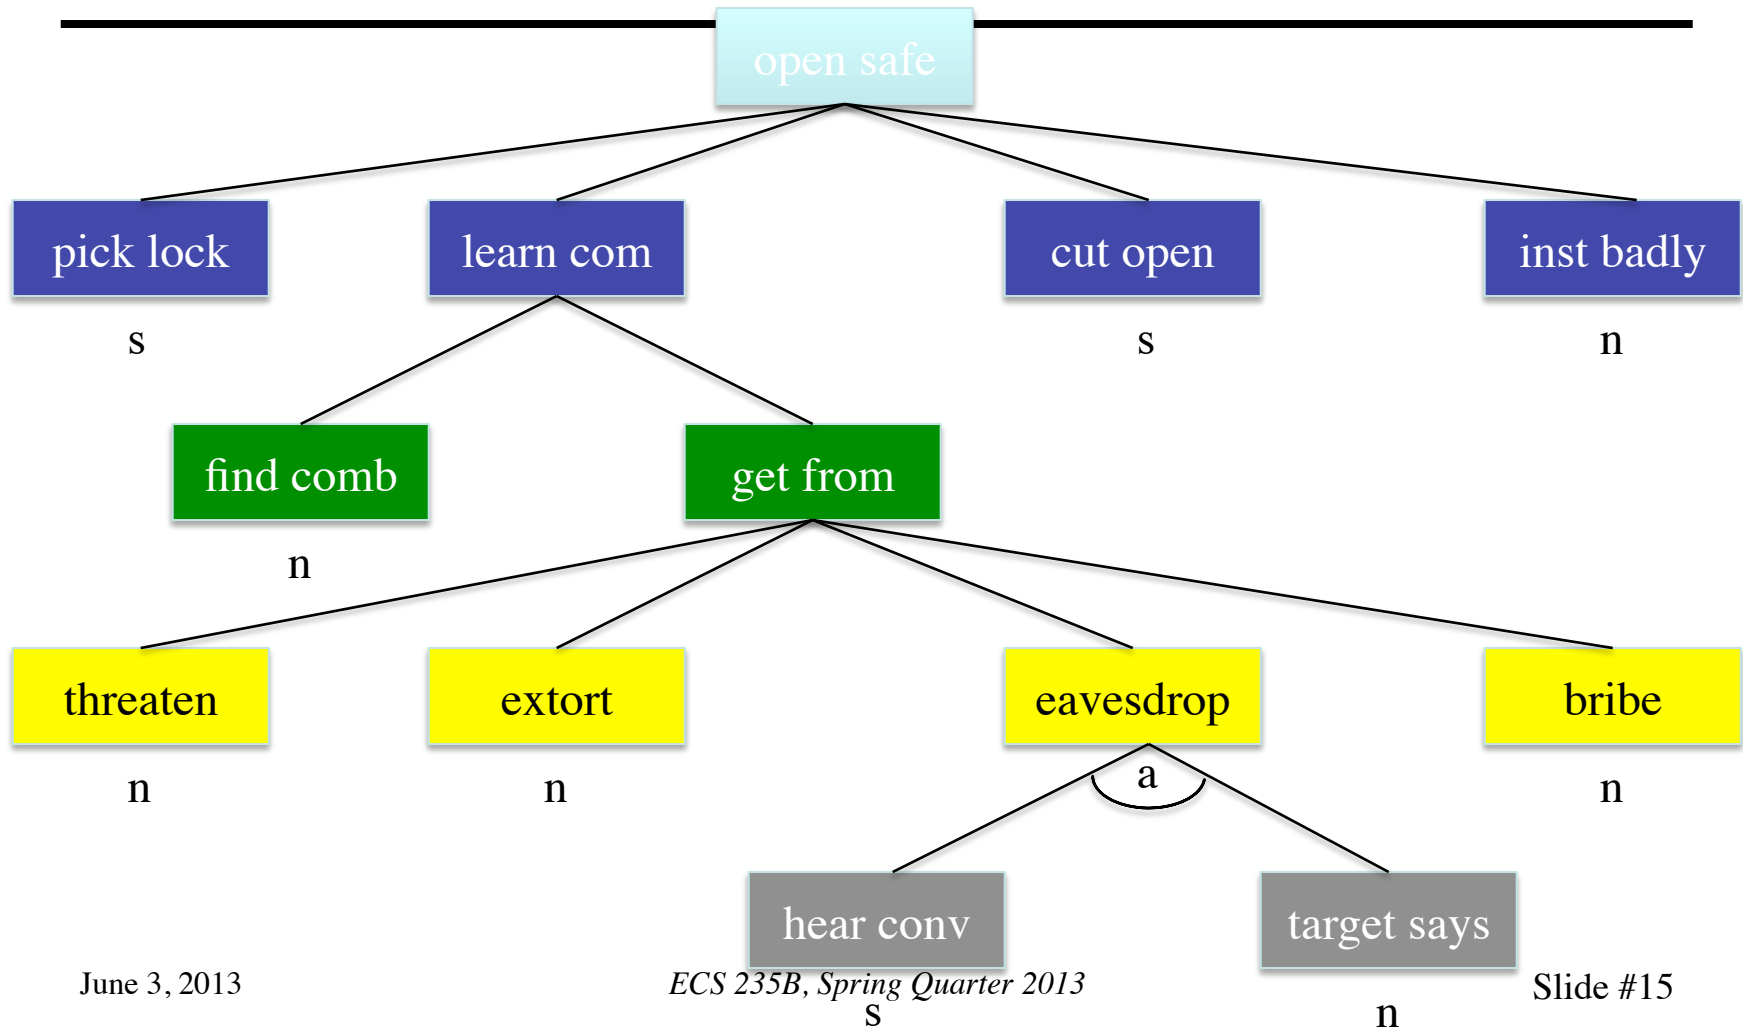 open safe
pick lock learn com cut open inst badly
s s n
find comb get from
n
threaten extort eavesdrop bribe
n n a n
hear conv target says
June 3, 2013 ECS 235B, Spring Quarter 2013 Slide #15
s n